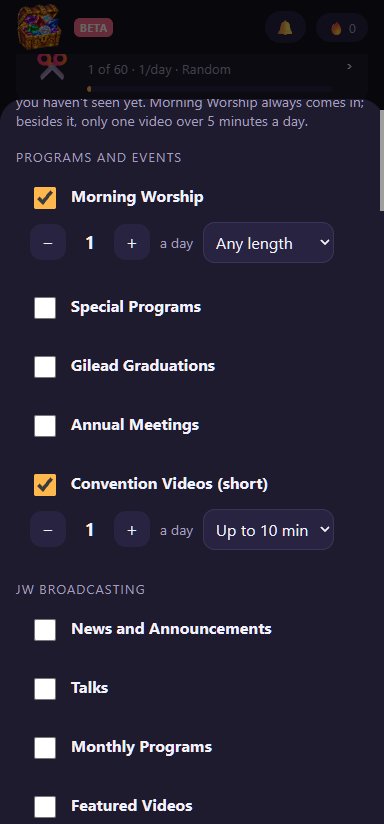 BETA
0
1 of 60 · 1/day · Random
you haven't seen yet. Morning Worship always comes in;
besides it, only one video over 5 minutes a day.
PROGRAMS AND EVENTS
Morning Worship
− 1 + a day Any length
Special Programs
Gilead Graduations
Annual Meetings
Convention Videos (short)
− 1 + a day Up to 10 min
JW BROADCASTING
News and Announcements
Talks
Monthly Programs
Featured Videos